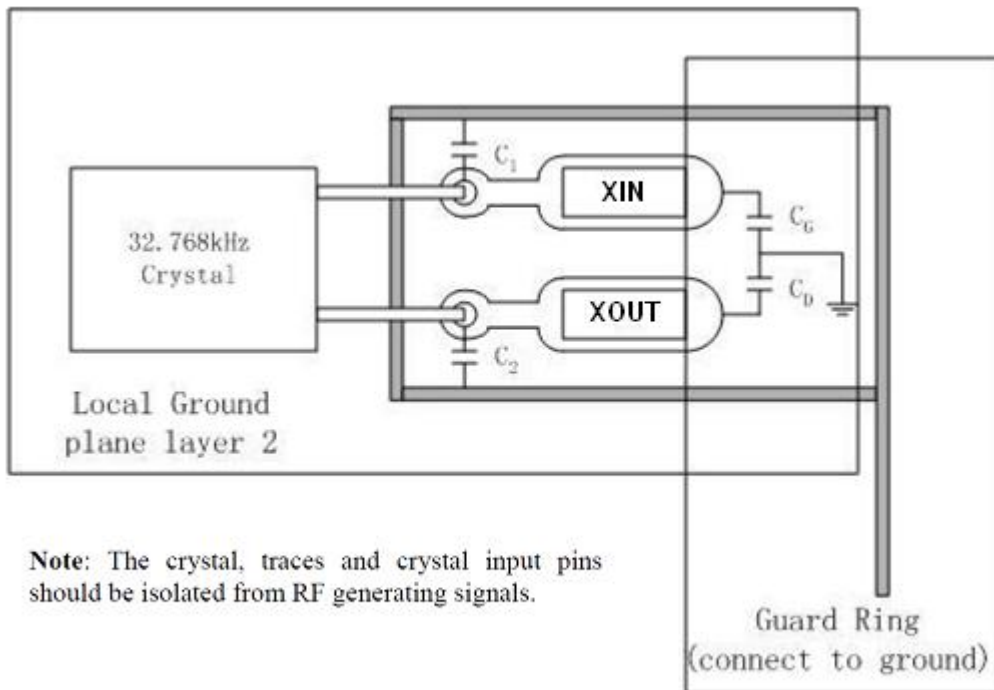 C1
XIN
CG
32.768kHz
Crystal
CD
XOUT
C2
Local Ground
plane layer 2
Note: The crystal, traces and crystal input pins
should be isolated from RF generating signals.
Guard Ring
(connect to ground)